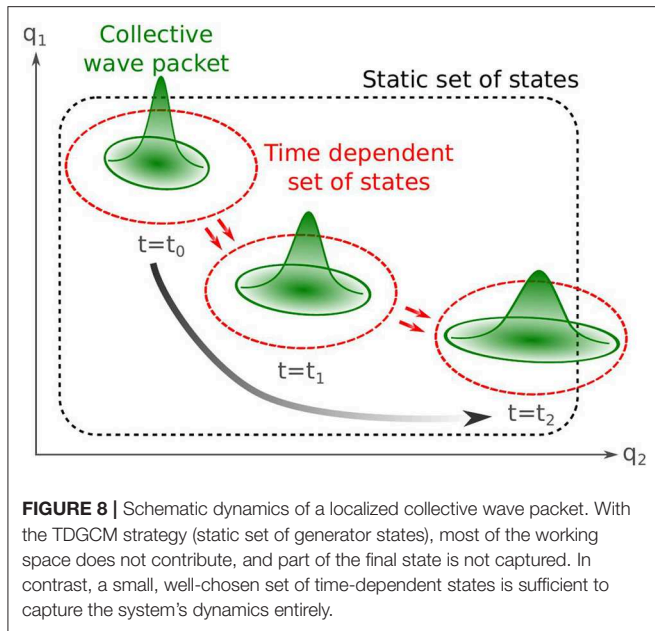 q1
Collective
wave packet
Static set of states
Time dependent
set of states
t=t0
t=t1
t=t2
q2
FIGURE 8 | Schematic dynamics of a localized collective wave packet. With
the TDGCM strategy (static set of generator states), most of the working
space does not contribute, and part of the final state is not captured. In
contrast, a small, well-chosen set of time-dependent states is sufficient to
capture the system's dynamics entirely.